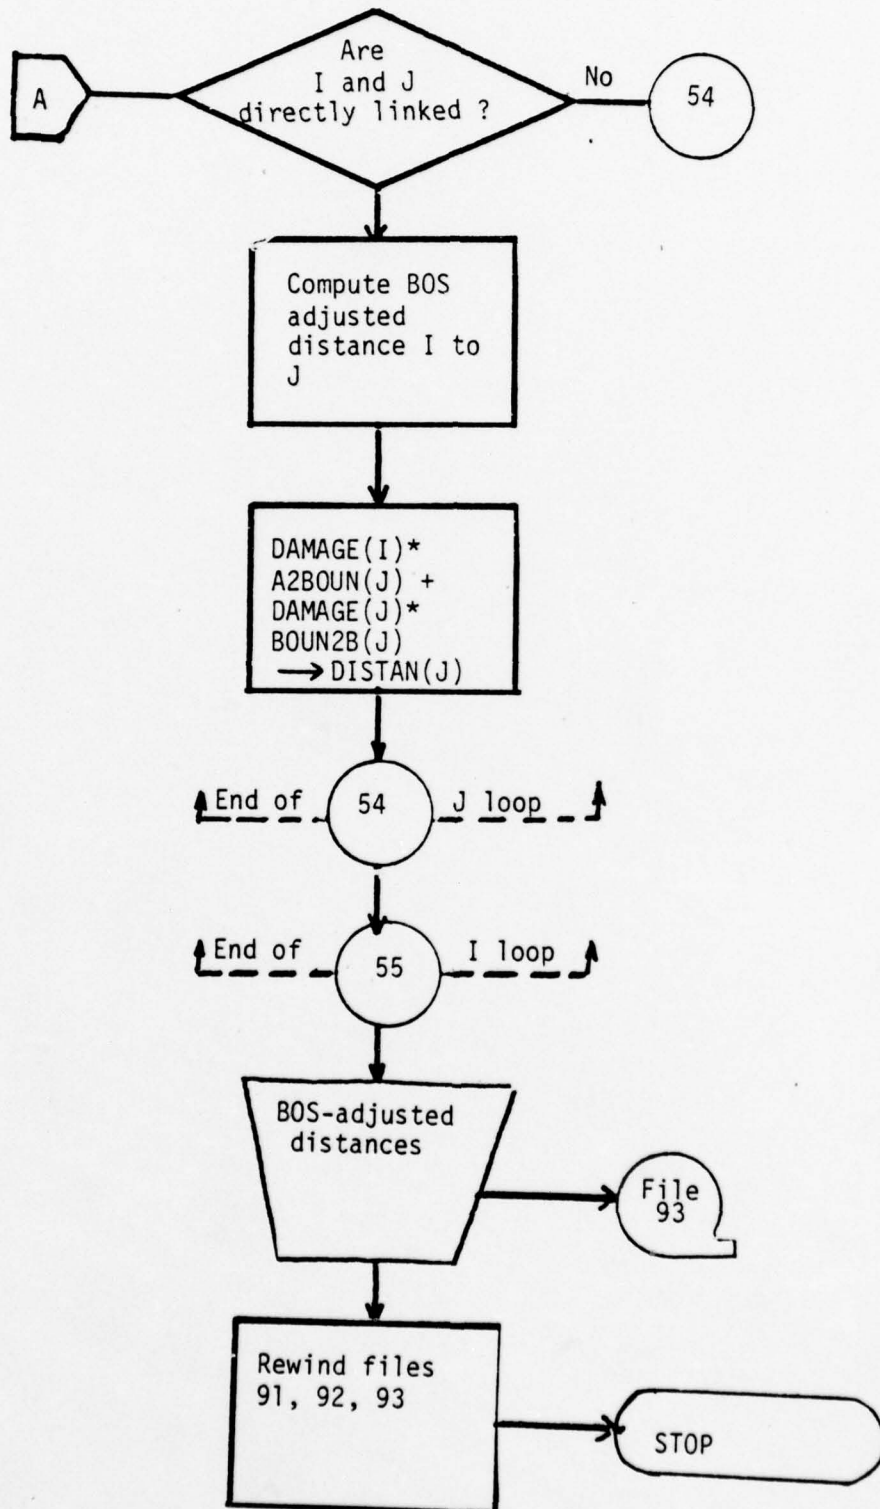 A
Are
I and J
directly linked ?
No
54
Compute BOS
adjusted
distance I to
J
DAMAGE(I)*
A2BOUN(J) +
DAMAGE(J)*
BOUN2B(J)
→ DISTAN(J)
End of
54
J loop
End of
55
I loop
BOS-adjusted
distances
File
93
Rewind files
91, 92, 93
STOP